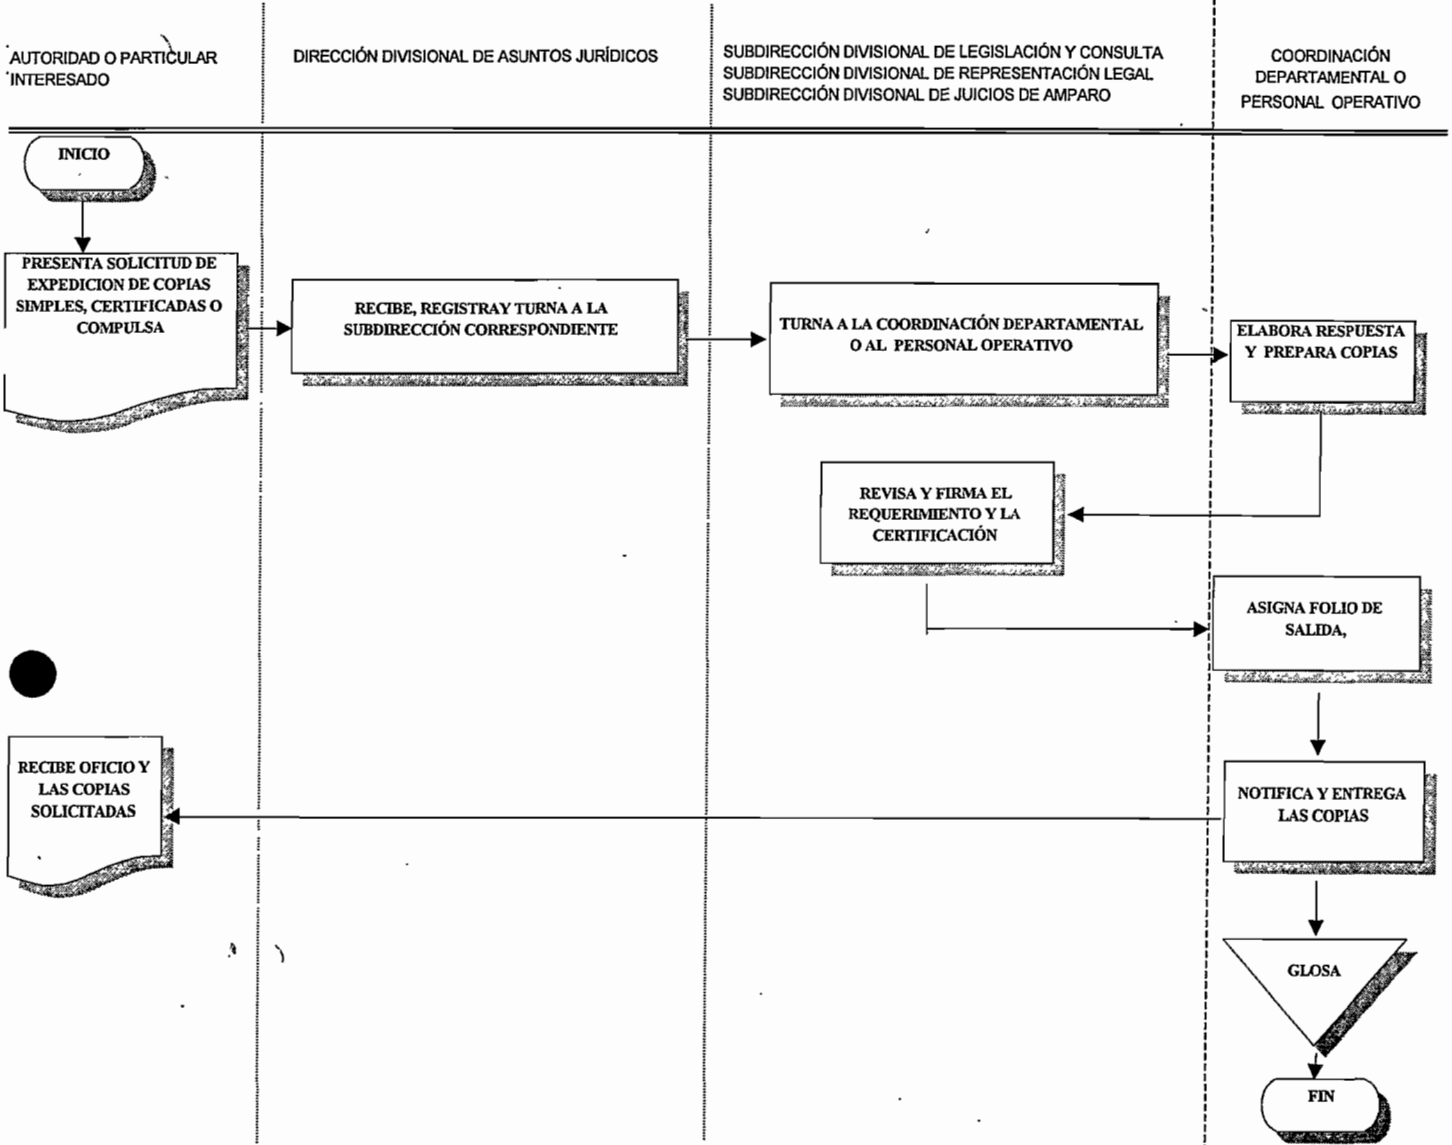 AUTORIDAD O PARTICULAR
INTERESADO
DIRECCIÓN DIVISIONAL DE ASUNTOS JURÍDICOS
SUBDIRECCIÓN DIVISIONAL DE LEGISLACIÓN Y CONSULTA
SUBDIRECCIÓN DIVISIONAL DE REPRESENTACIÓN LEGAL
SUBDIRECCIÓN DIVISONAL DE JUICIOS DE AMPARO
COORDINACIÓN
DEPARTAMENTAL O
PERSONAL OPERATIVO
INICIO
PRESENTA SOLICITUD DE
EXPEDICION DE COPIAS
SIMPLES, CERTIFICADAS O
COMPULSA
RECIBE, REGISTRAY TURNA A LA
SUBDIRECCIÓN CORRESPONDIENTE
TURNA A LA COORDINACIÓN DEPARTAMENTAL
O AL PERSONAL OPERATIVO
ELABORA RESPUESTA
Y PREPARA COPIAS
REVISA Y FIRMA EL
REQUERIMIENTO Y LA
CERTIFICACIÓN
ASIGNA FOLIO DE
SALIDA,
RECIBE OFICIO Y
LAS COPIAS
SOLICITADAS
NOTIFICA Y ENTREGA
LAS COPIAS
GLOSA
FIN